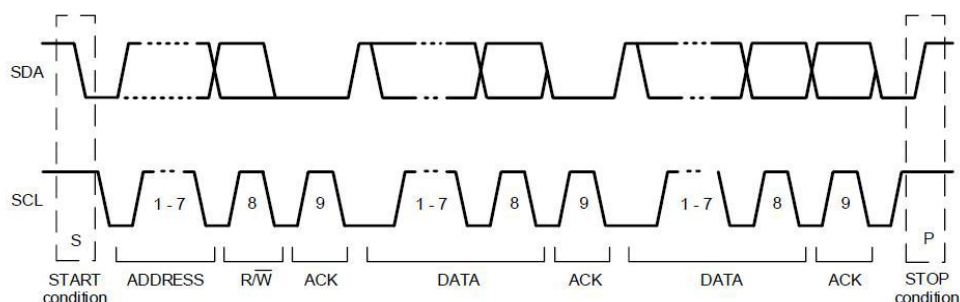 SDA
SCL
1 - 7 8 9 1 - 7 8 9 1 - 7 8 9
S P
START condition ADDRESS R/W̅ ACK DATA ACK DATA ACK STOP condition